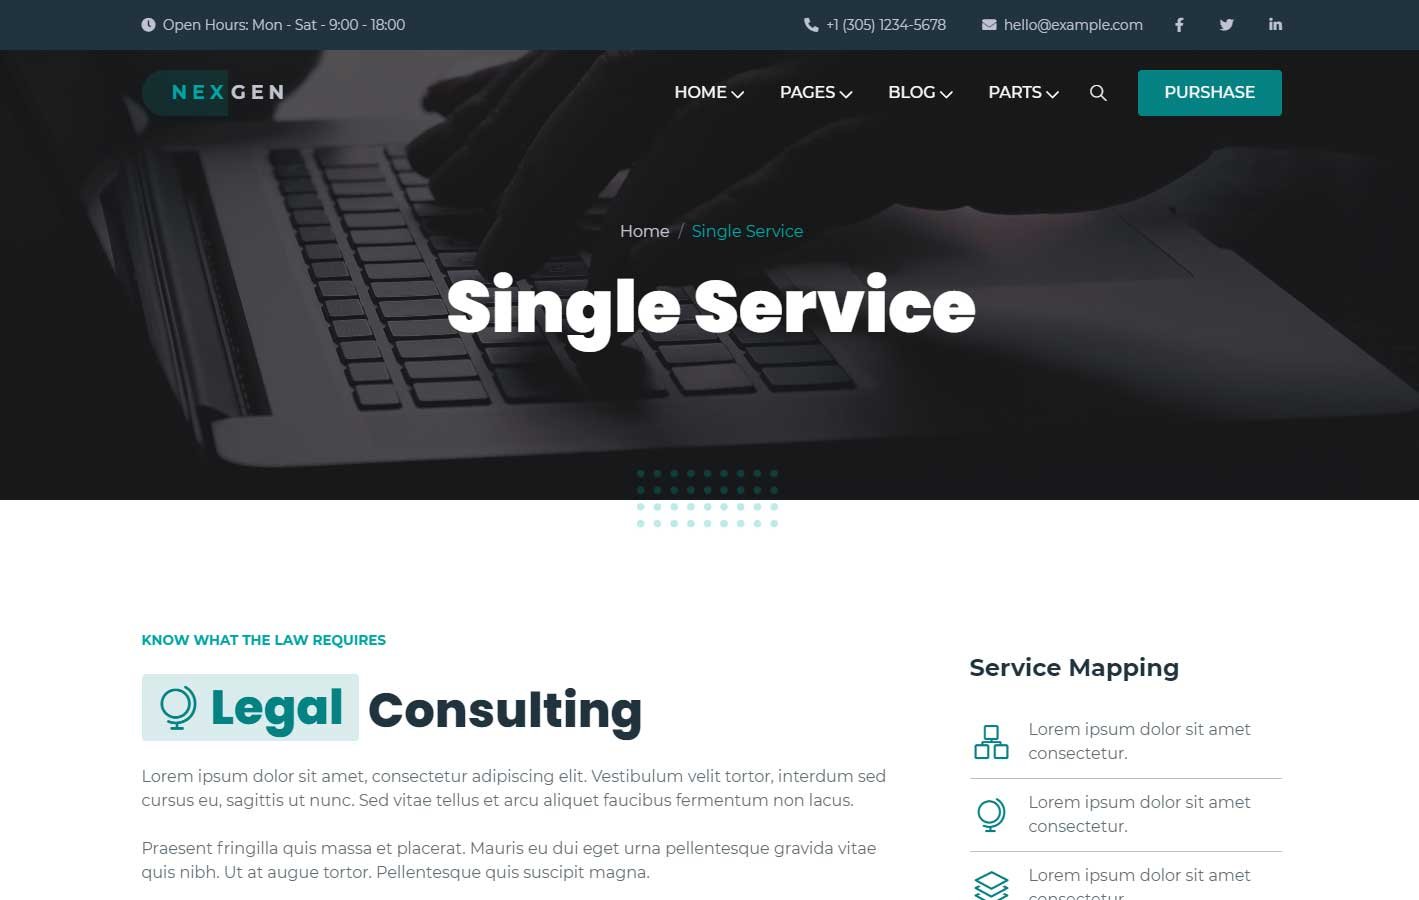 Open Hours: Mon - Sat - 9:00 - 18:00
+1 (305) 1234-5678
hello@example.com
NEXGEN
HOME
PAGES
BLOG
PARTS
PURSHASE
Home / Single Service
Single Service
KNOW WHAT THE LAW REQUIRES
Legal Consulting
Lorem ipsum dolor sit amet, consectetur adipiscing elit. Vestibulum velit tortor, interdum sed
cursus eu, sagittis ut nunc. Sed vitae tellus et arcu aliquet faucibus fermentum non lacus.
Praesent fringilla quis massa et placerat. Mauris eu dui eget urna pellentesque gravida vitae
quis nibh. Ut at augue tortor. Pellentesque quis suscipit magna.
Service Mapping
Lorem ipsum dolor sit amet
consectetur.
Lorem ipsum dolor sit amet
consectetur.
Lorem ipsum dolor sit amet
consectetur.